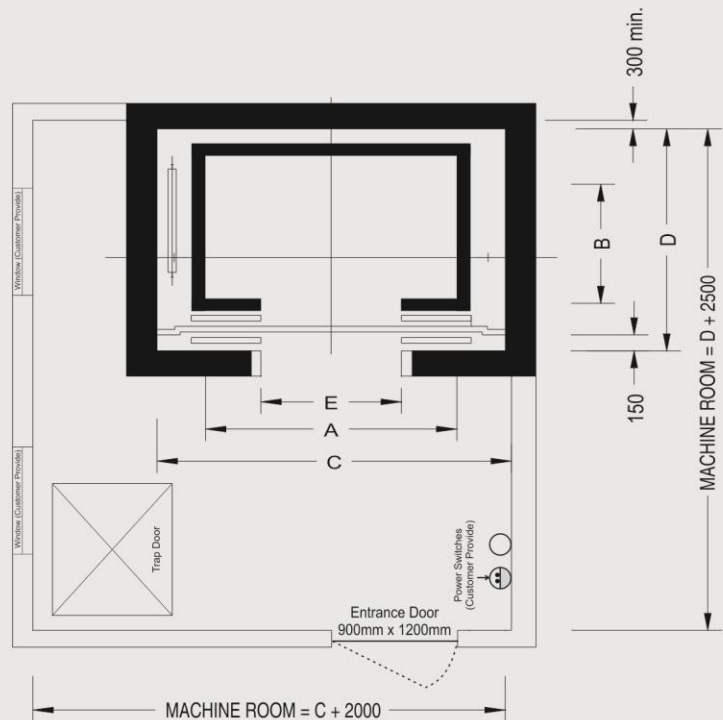 300 min.
B
D
MACHINE ROOM = D + 2500
150
Window (Customer Provide)
E
A
C
Window (Customer Provide)
Trap Door
Power Switches
(Customer Provide)
Entrance Door
900mm x 1200mm
MACHINE ROOM = C + 2000